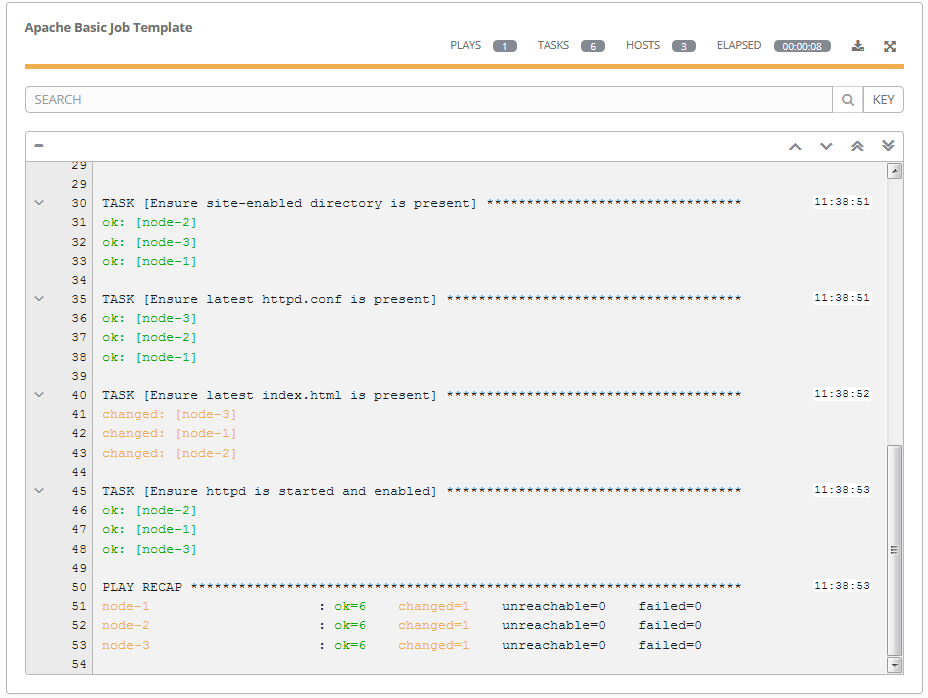 Apache Basic Job Template
PLAYS 1 TASKS 6 HOSTS 3 ELAPSED 00:00:08
SEARCH KEY
29
29
30 TASK [Ensure site-enabled directory is present] ******************************** 11:38:51
31 ok: [node-2]
32 ok: [node-3]
33 ok: [node-1]
34
35 TASK [Ensure latest httpd.conf is present] ************************************* 11:38:51
36 ok: [node-3]
37 ok: [node-2]
38 ok: [node-1]
39
40 TASK [Ensure latest index.html is present] ************************************* 11:38:52
41 changed: [node-3]
42 changed: [node-1]
43 changed: [node-2]
44
45 TASK [Ensure httpd is started and enabled] ************************************* 11:38:53
46 ok: [node-2]
47 ok: [node-1]
48 ok: [node-3]
49
50 PLAY RECAP ********************************************************************* 11:38:53
51 node-1 : ok=6 changed=1 unreachable=0 failed=0
52 node-2 : ok=6 changed=1 unreachable=0 failed=0
53 node-3 : ok=6 changed=1 unreachable=0 failed=0
54